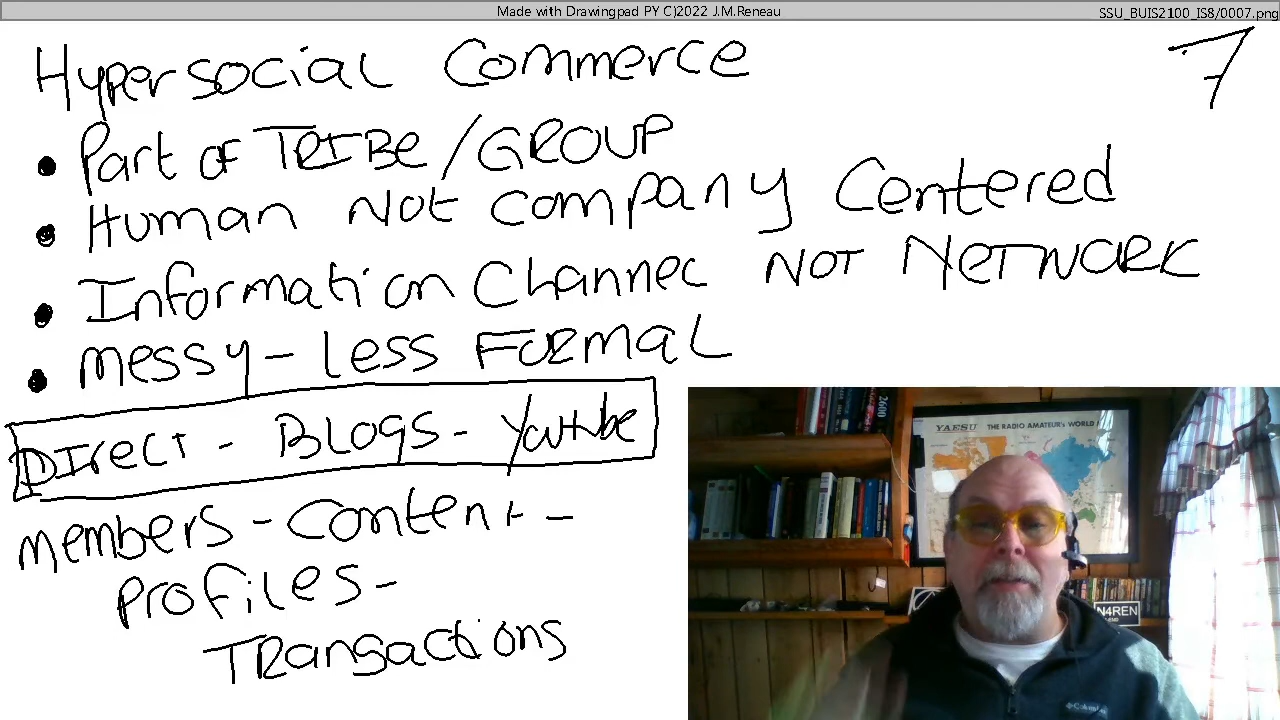 Made with Drawingpad PY C)2022 J.M.Reneau
SSU_BUIS2100_IS8/0007.png
7
Hypersocial Commerce
• Part of TRIBE/GROUP
• Human Not Company Centered
• Information Channel NOT NETWORK
• Messy - less FORMAL
Direct - Blogs - Youtube
members - Content -
Profiles -
TRansactions
2600
YAESU THE RADIO AMATEUR'S WORLD
N4REN
Columbia